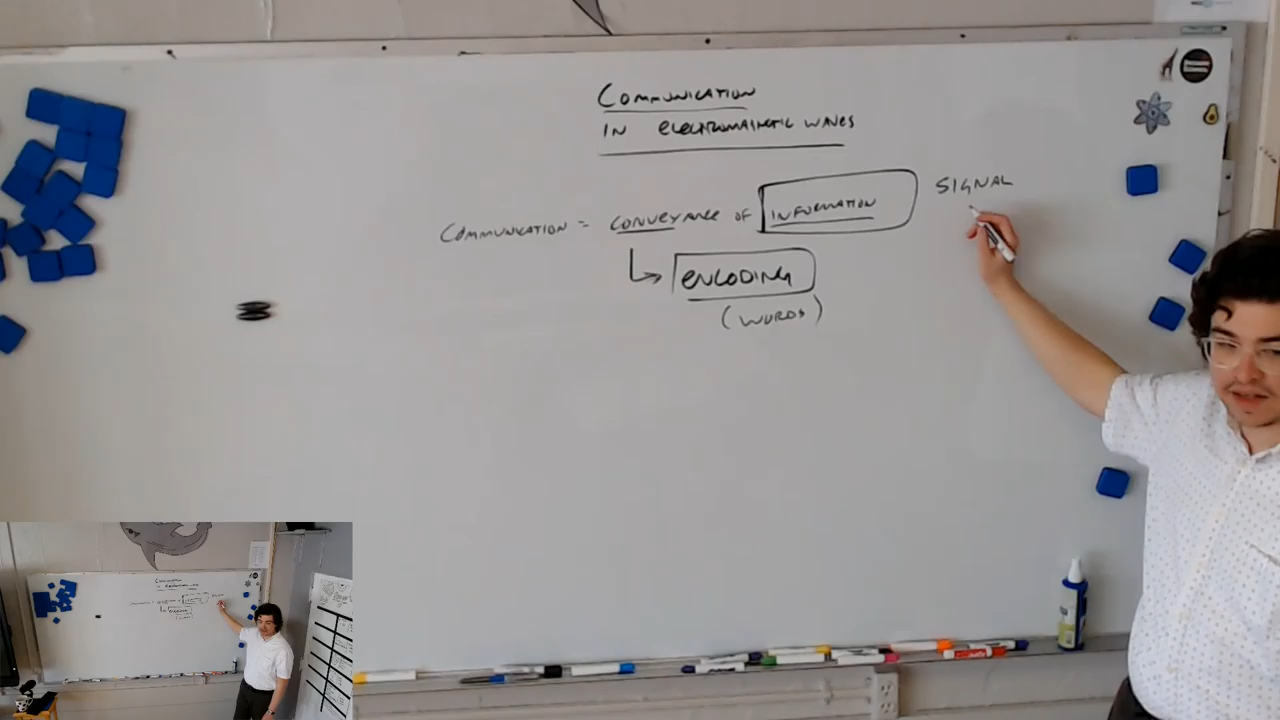 COMMUNICATION
IN ELECTROMAGNETIC WAVES
COMMUNICATION = CONVEYANCE OF INFORMATION SIGNAL
ENCODING
(WORDS)